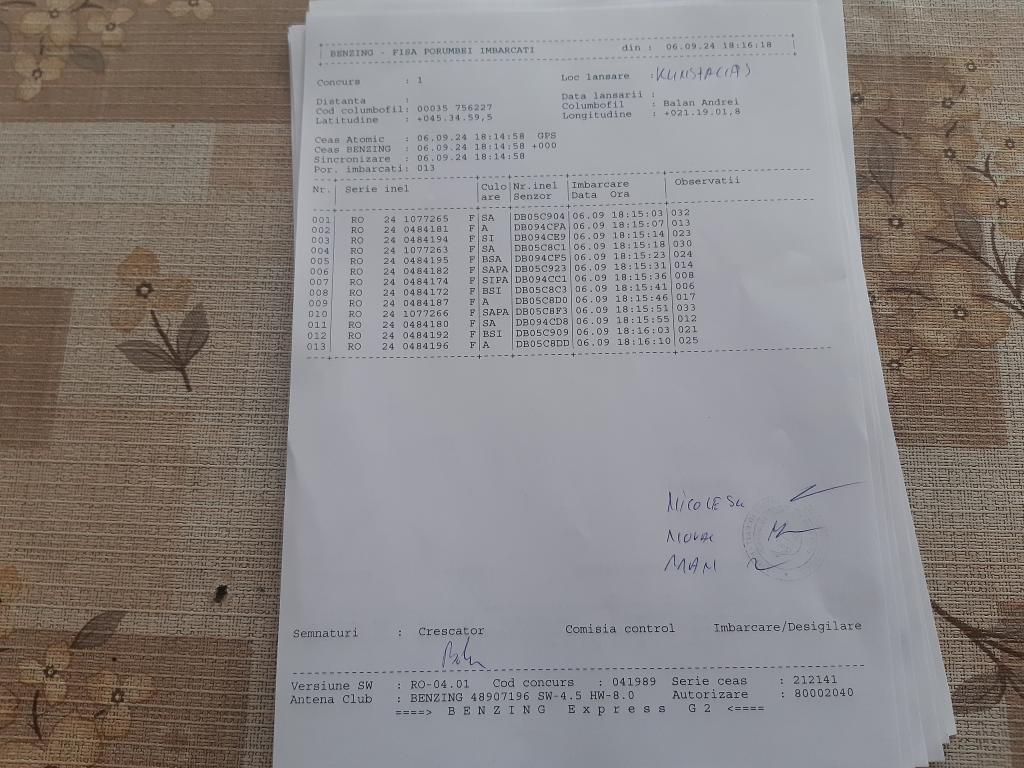 BENZING - FISA PORUMBEI IMBARCATI din : 06.09.24 18:16:18
Concurs : 1 Loc lansare :
Distanta : Data lansarii :
Cod columbofil: 00035 756227 Columbofil : Balan Andrei
Latitudine : +045.34.59,5 Longitudine : +021.19.01,8
Ceas Atomic : 06.09.24 18:14:58 GPS
Ceas BENZING : 06.09.24 18:14:58 +000
Sincronizare : 06.09.24 18:14:58
Por. imbarcati: 013
Nr. Serie inel Culo Nr.inel Imbarcare Observatii
are Senzor Data Ora
001 RO 24 1077265 F SA DB05C904 06.09 18:15:03 032
002 RO 24 0484181 F A DB094CFA 06.09 18:15:07 013
003 RO 24 0484194 F SI DB094CE9 06.09 18:15:14 023
004 RO 24 1077263 F SA DB05C8C1 06.09 18:15:18 030
005 RO 24 0484195 F BSA DB094CF5 06.09 18:15:23 024
006 RO 24 0484182 F SAPA DB05C923 06.09 18:15:31 014
007 RO 24 0484174 F SIPA DB094CC1 06.09 18:15:36 008
008 RO 24 0484172 F BSI DB05C8C3 06.09 18:15:41 006
009 RO 24 0484187 F A DB05C8D0 06.09 18:15:46 017
010 RO 24 1077266 F SAPA DB05C8F3 06.09 18:15:51 033
011 RO 24 0484180 F SA DB094CD8 06.09 18:15:55 012
012 RO 24 0484192 F BSI DB05C909 06.09 18:16:03 021
013 RO 24 0484196 F A DB05C8DD 06.09 18:16:10 025
NICOLESCU
NOVAC
MAN
Semnaturi : Crescator Comisia control Imbarcare/Desigilare
Versiune SW : RO-04.01 Cod concurs : 041989 Serie ceas : 212141
Antena Club : BENZING 48907196 SW-4.5 HW-8.0 Autorizare : 80002040
====> B E N Z I N G E x p r e s s G 2 <====